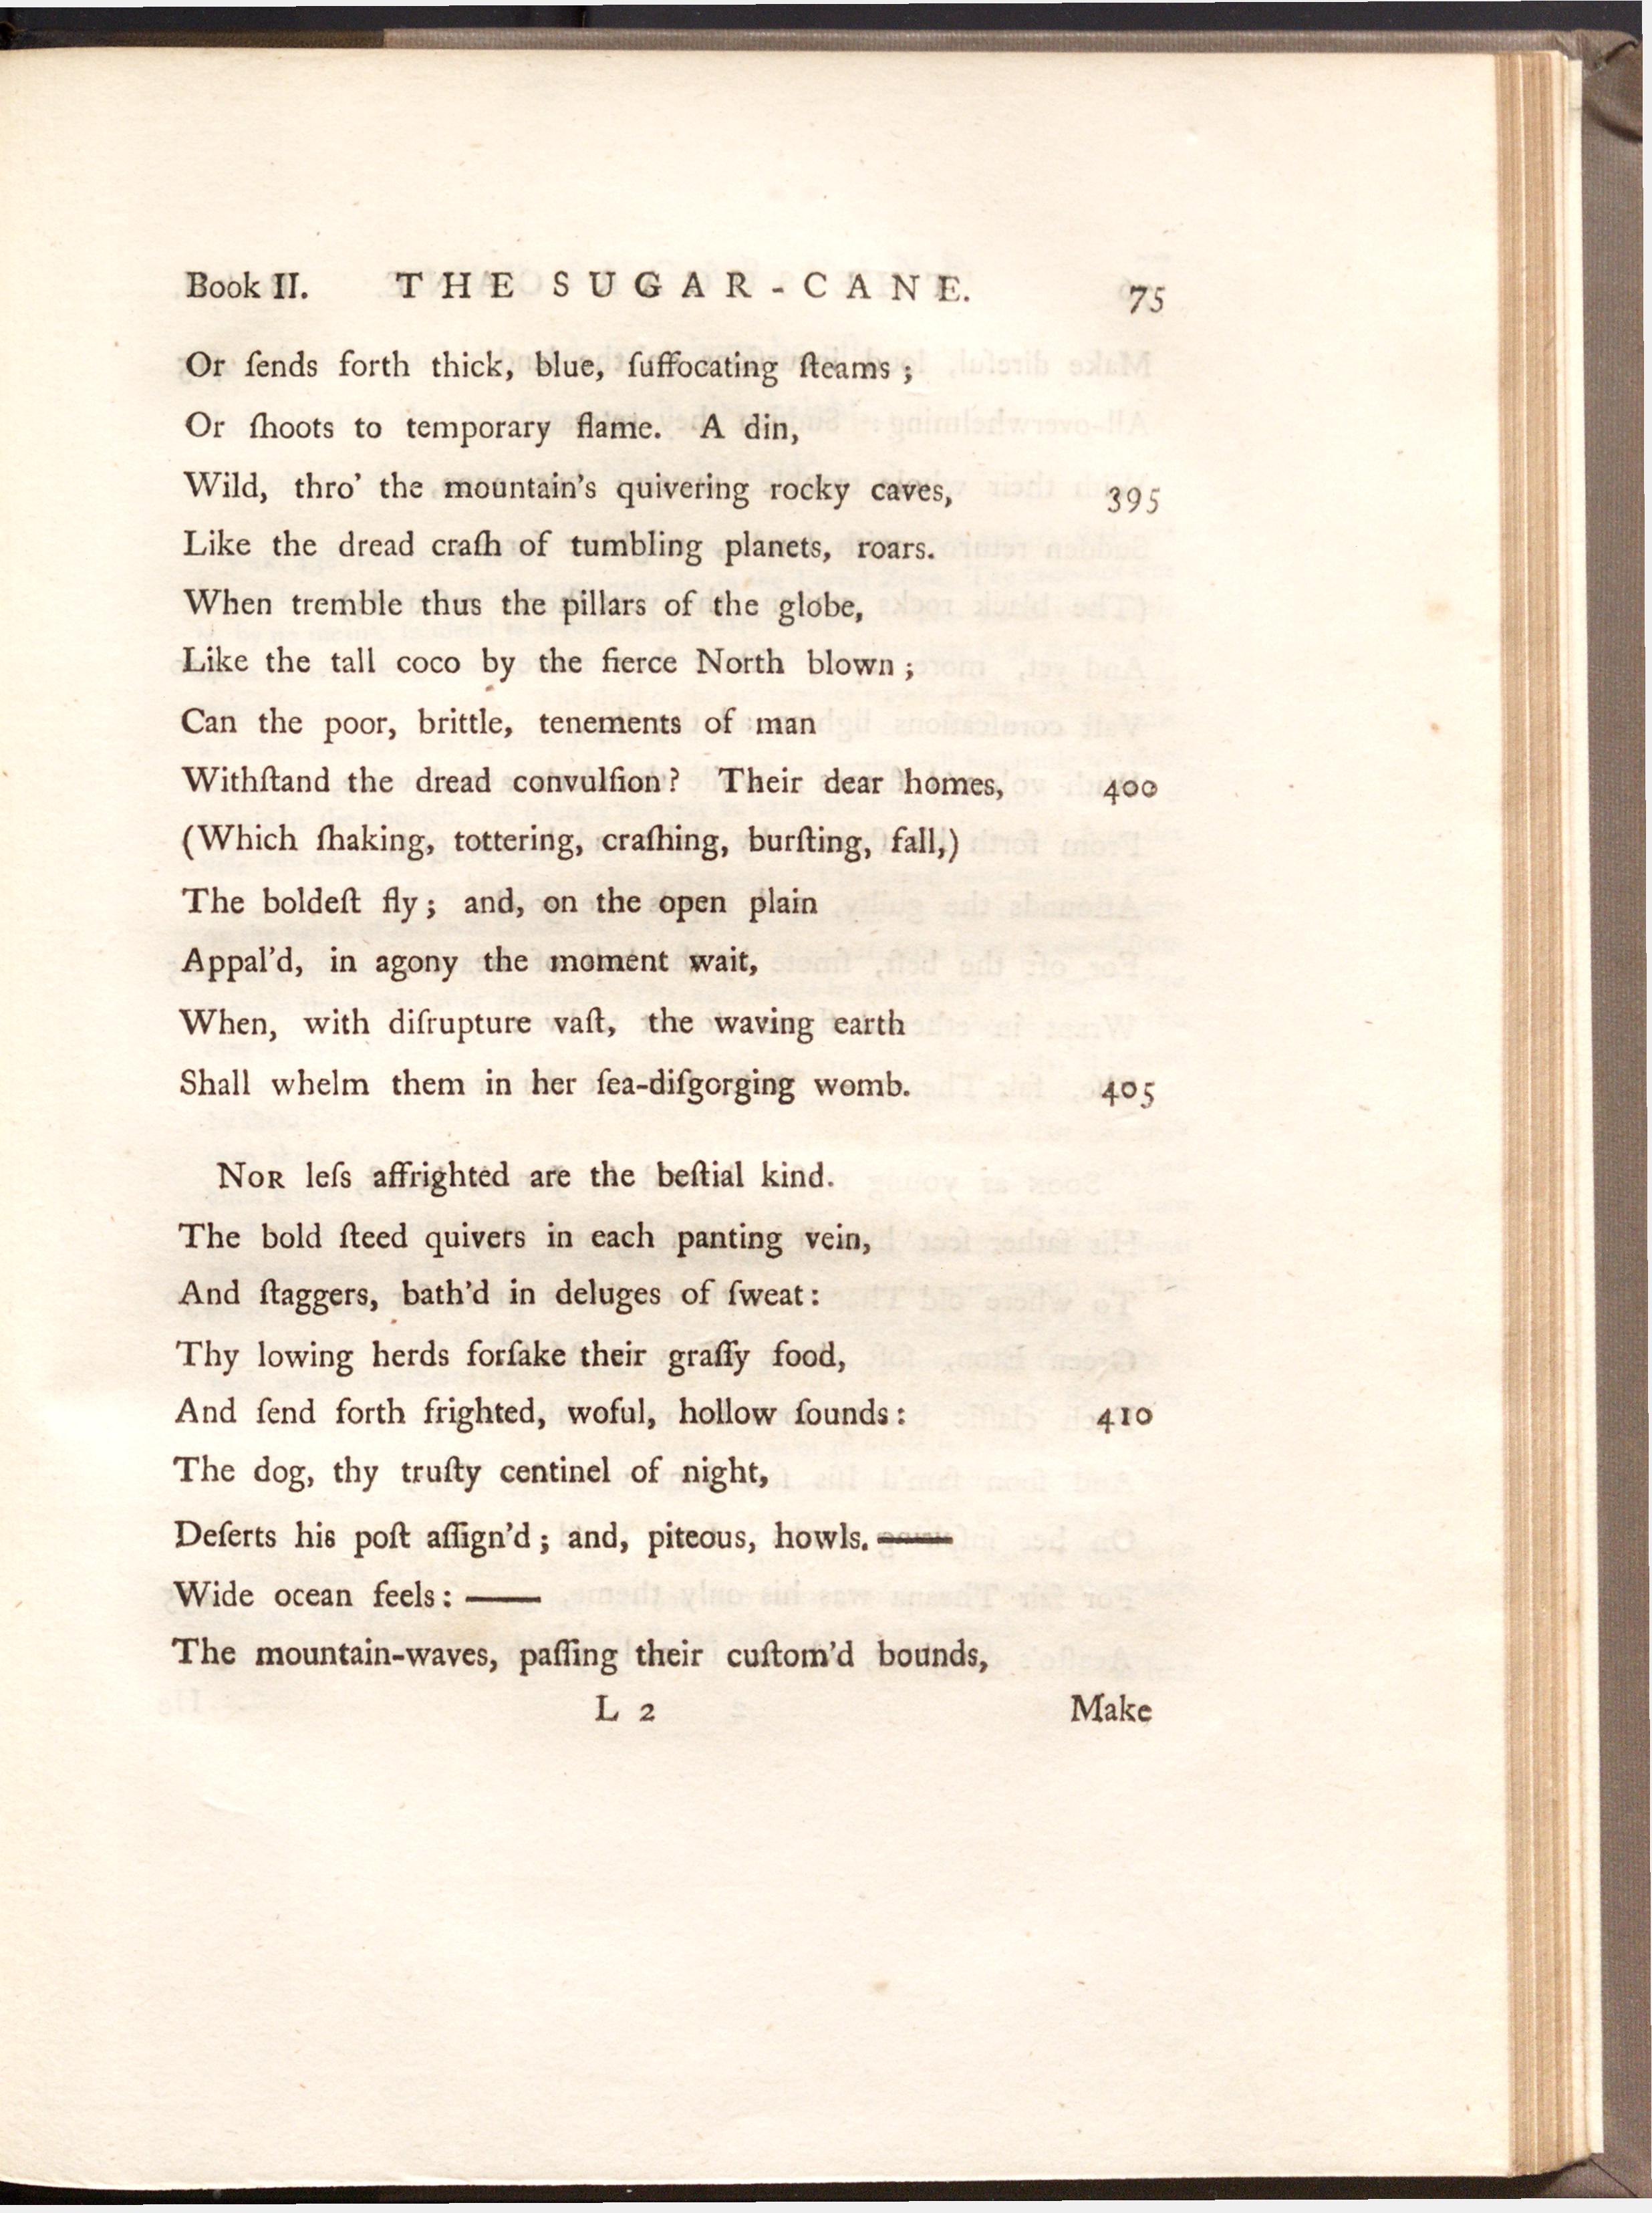 Book II. THE SUGAR-CANE. 75
Or ſends forth thick, blue, ſuffocating ſteams ;
Or ſhoots to temporary flame. A din,
Wild, thro' the mountain's quivering rocky caves, 395
Like the dread craſh of tumbling planets, roars.
When tremble thus the pillars of the globe,
Like the tall coco by the fierce North blown ;
Can the poor, brittle, tenements of man
Withſtand the dread convulſion? Their dear homes, 400
(Which ſhaking, tottering, craſhing, burſting, fall,)
The boldeſt fly; and, on the open plain
Appal'd, in agony the moment wait,
When, with diſrupture vaſt, the waving earth
Shall whelm them in her ſea-diſgorging womb. 405
NOR leſs affrighted are the beſtial kind.
The bold ſteed quivers in each panting vein,
And ſtaggers, bath'd in deluges of ſweat:
Thy lowing herds forſake their graſſy food,
And ſend forth frighted, woful, hollow ſounds: 410
The dog, thy truſty centinel of night,
Deſerts his poſt aſſign'd; and, piteous, howls.——
Wide ocean feels:——
The mountain-waves, paſſing their cuſtom'd bounds,
L 2 Make